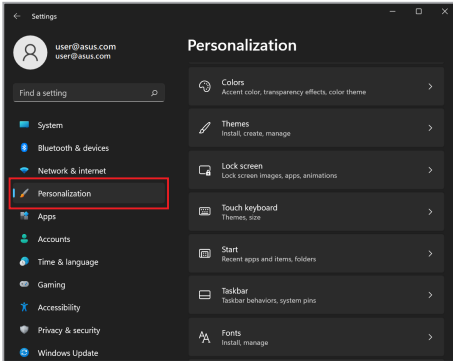 Settings
user@asus.com
user@asus.com
Find a setting
System
Bluetooth & devices
Network & internet
Personalization
Apps
Accounts
Time & language
Gaming
Accessibility
Privacy & security
Windows Update
Personalization
Colors
Accent color, transparency effects, color theme
Themes
Install, create, manage
Lock screen
Lock screen images, apps, animations
Touch keyboard
Themes, size
Start
Recent apps and items, folders
Taskbar
Taskbar behaviors, system pins
Fonts
Install, manage